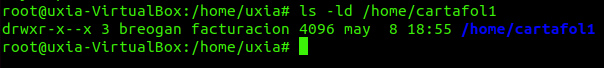 root@uxia-VirtualBox:/home/uxia# ls -ld /home/cartafol1
drwxr-x--x 3 breogan facturacion 4096 may  8 18:55 /home/cartafol1
root@uxia-VirtualBox:/home/uxia#